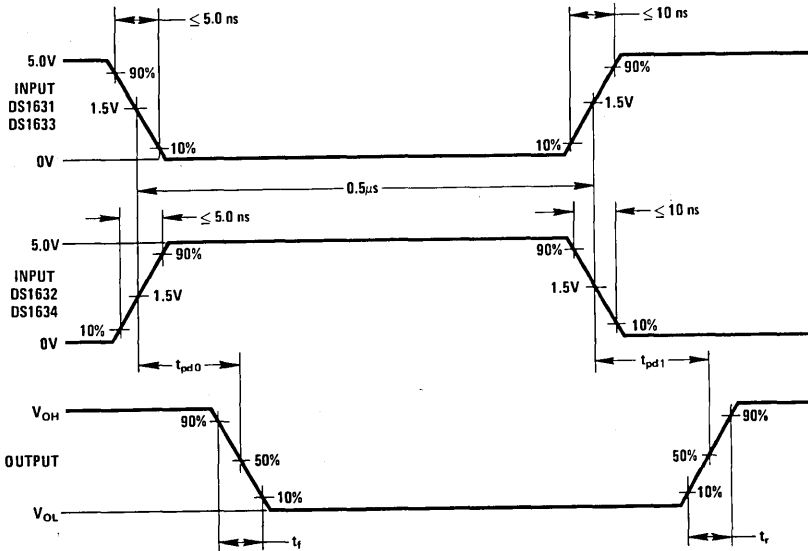 ≤ 5.0 ns
≤ 10 ns
5.0V
90%
90%
INPUT
DS1631
DS1633
1.5V
1.5V
10%
10%
0V
0.5μs
≤ 5.0 ns
≤ 10 ns
5.0V
90%
90%
INPUT
DS1632
DS1634
1.5V
1.5V
10%
10%
0V
tpd0
tpd1
VOH
90%
90%
OUTPUT
50%
50%
10%
10%
VOL
tf
tr